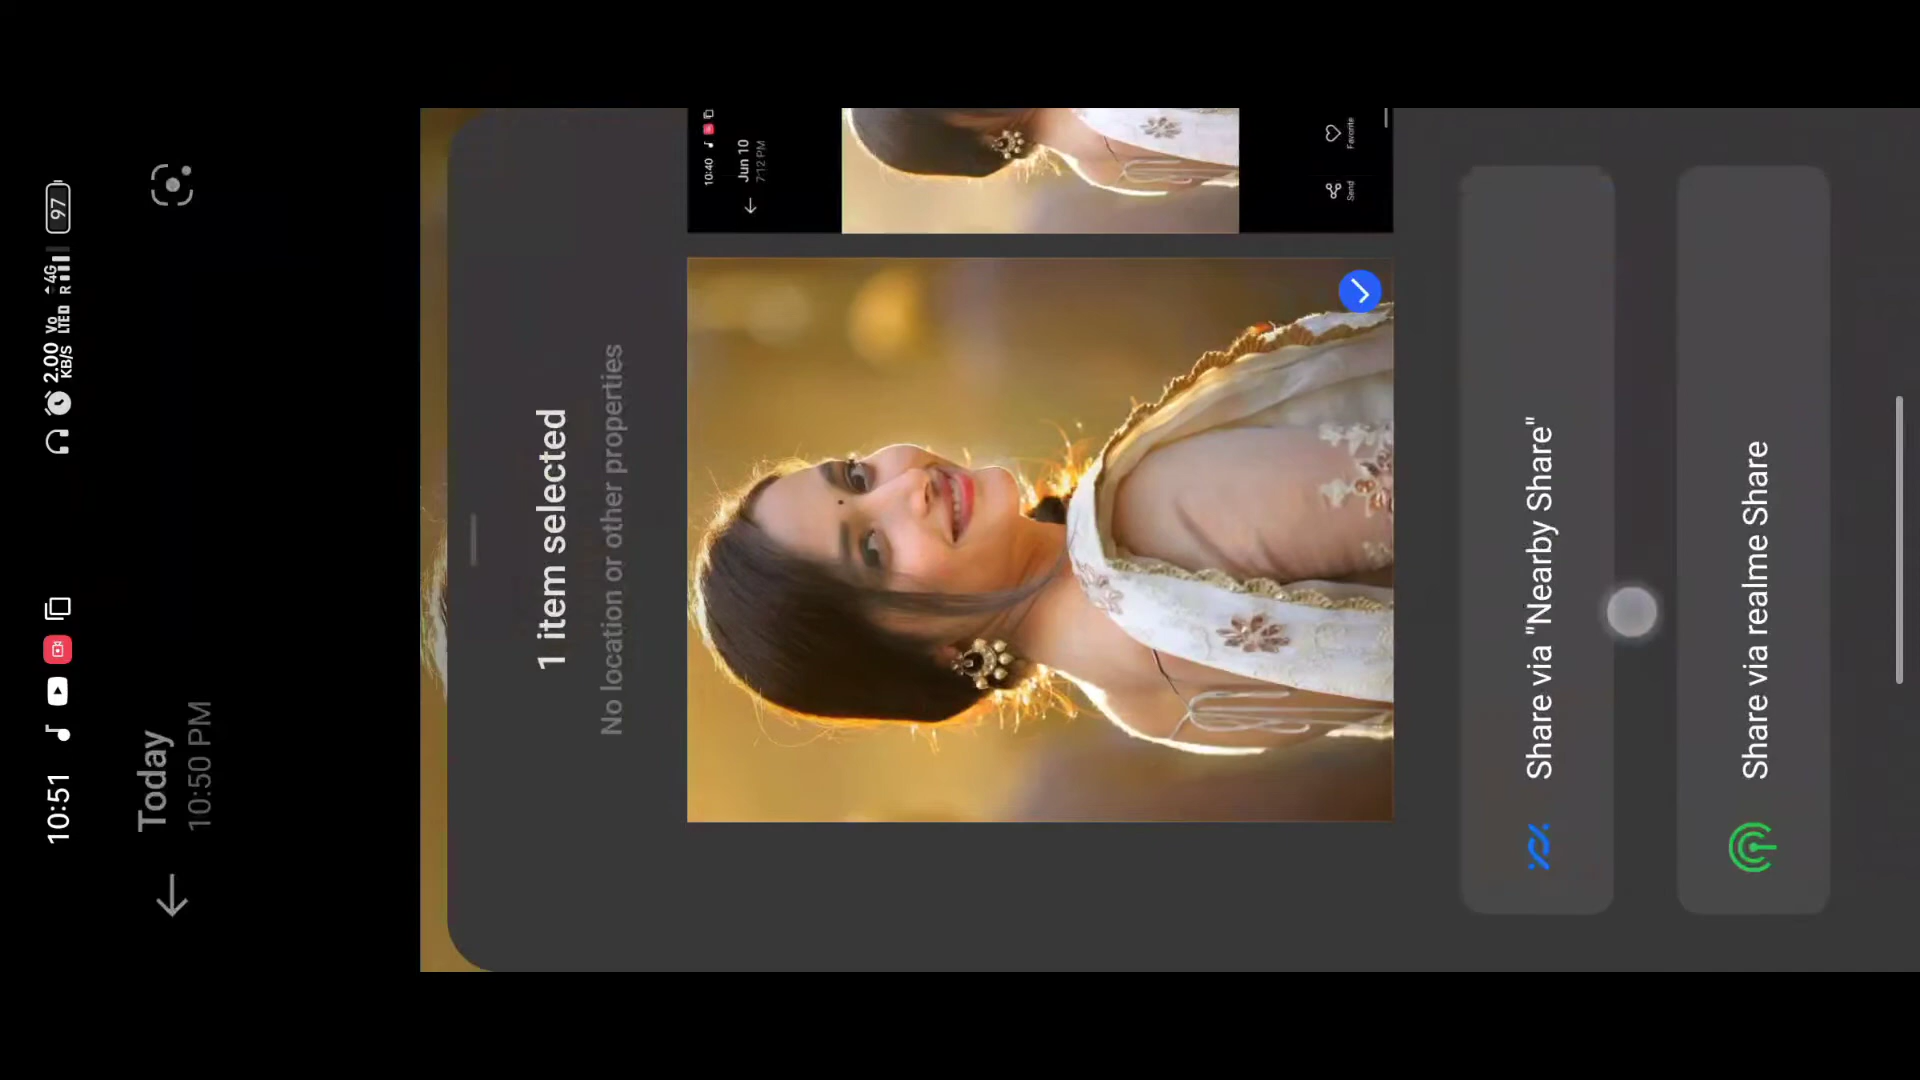 10:51
2.00 KB/S
Vo LTE
4G R
97
Today
10:50 PM
1 item selected
No location or other properties
10:40
Jun 10
7:12 PM
Send
Favorite
Share via "Nearby Share"
Share via realme Share